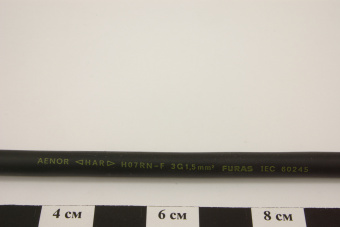 AENOR ◁HAR▷ H07RN-F 3G1,5mm² FURAS IEC 60245
4 см 6 см 8 см